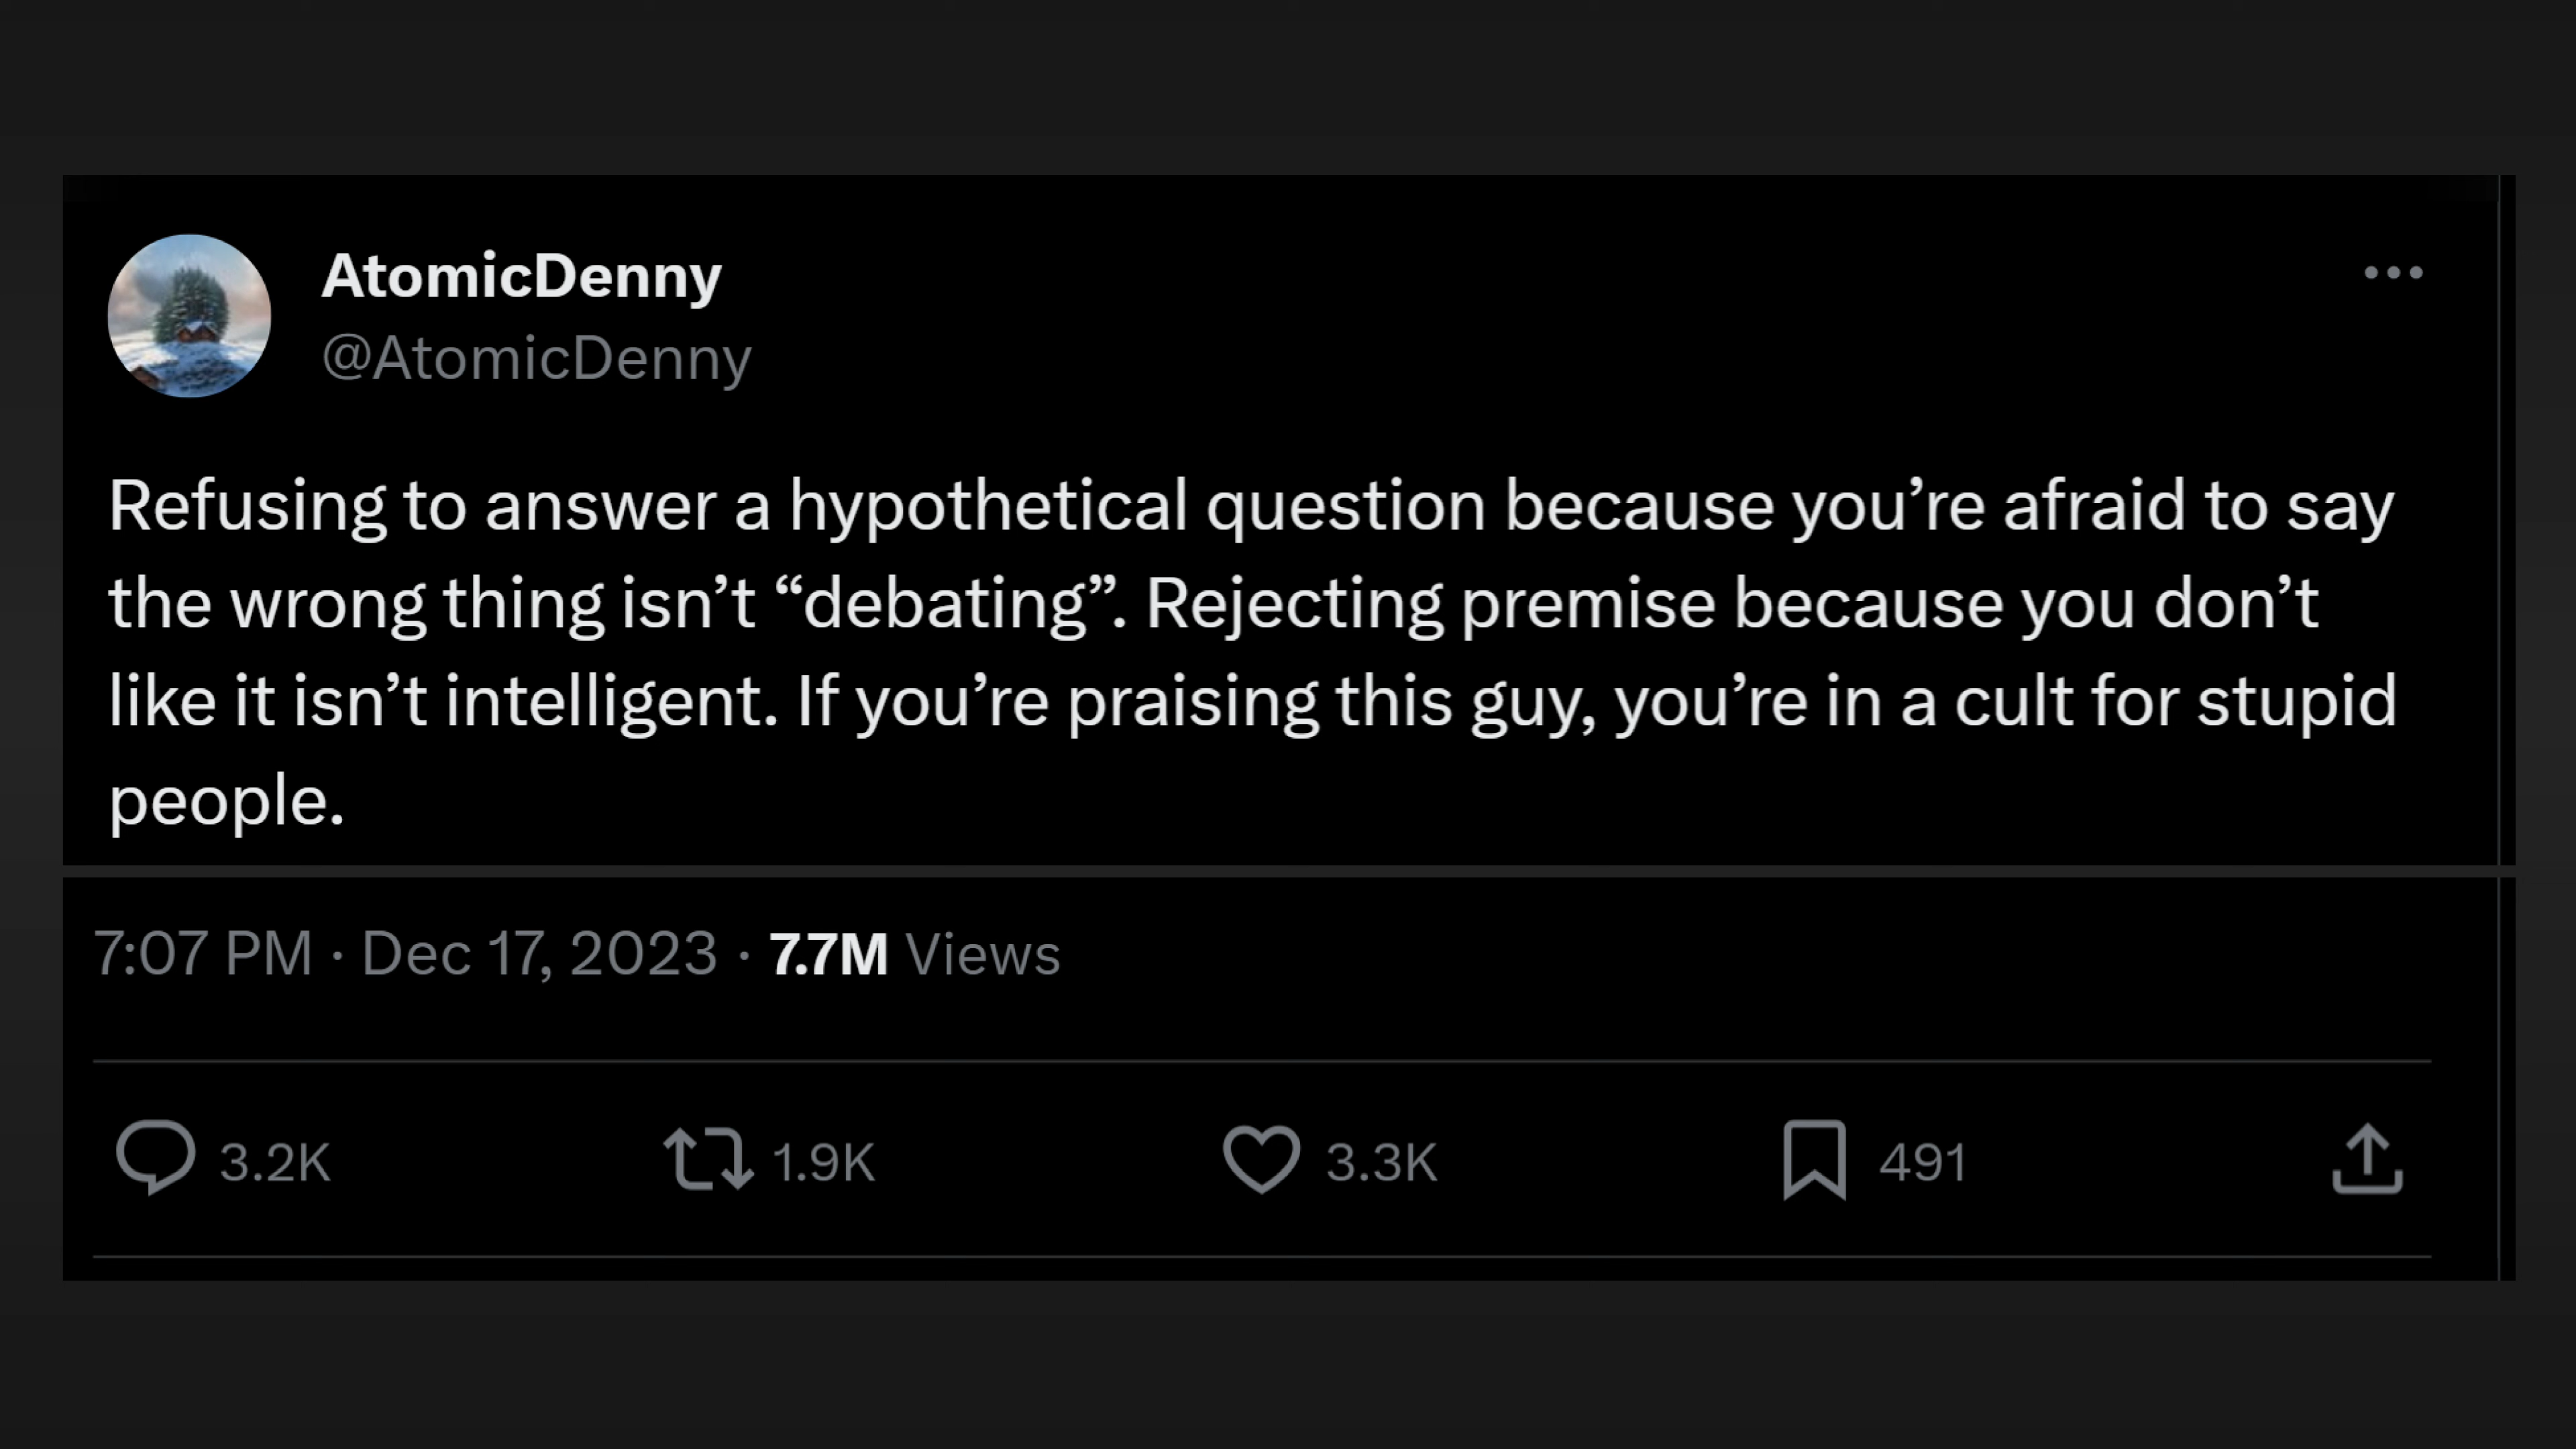 AtomicDenny
@AtomicDenny
Refusing to answer a hypothetical question because you’re afraid to say
the wrong thing isn’t “debating”. Rejecting premise because you don’t
like it isn’t intelligent. If you’re praising this guy, you’re in a cult for stupid
people.
7:07 PM · Dec 17, 2023 · 7.7M Views
3.2K 1.9K 3.3K 491